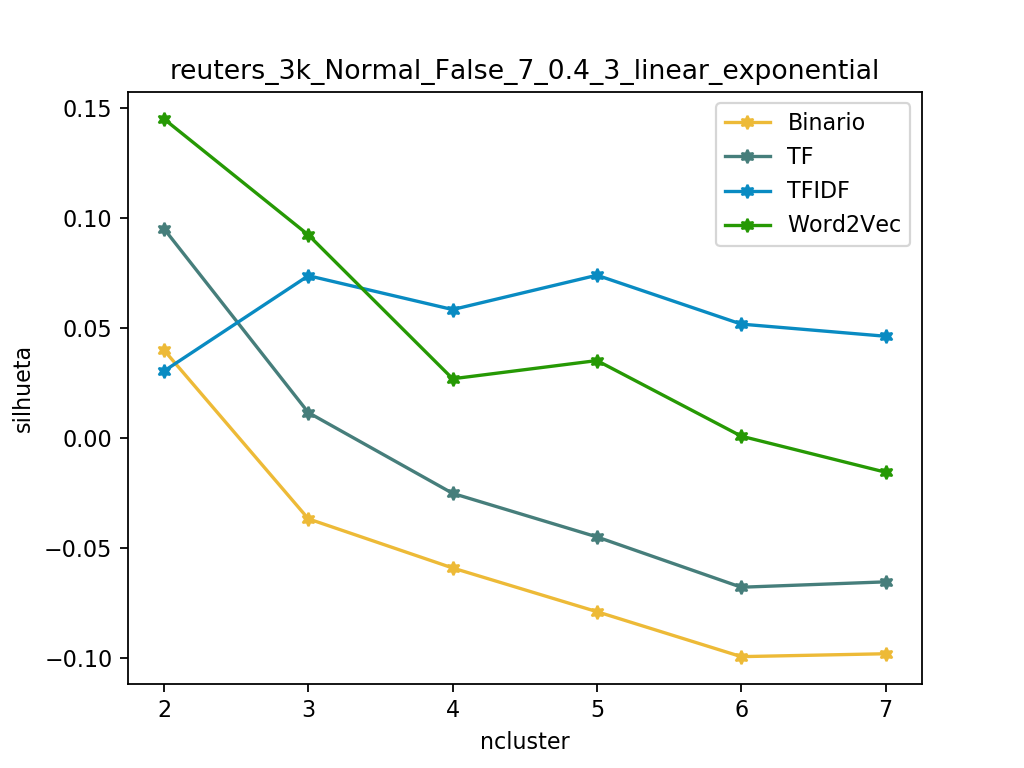 reuters_3k_Normal_False_7_0.4_3_linear_exponential
Binario
TF
TFIDF
Word2Vec
silhueta
0.15
0.10
0.05
0.00
−0.05
−0.10
2 3 4 5 6 7
ncluster